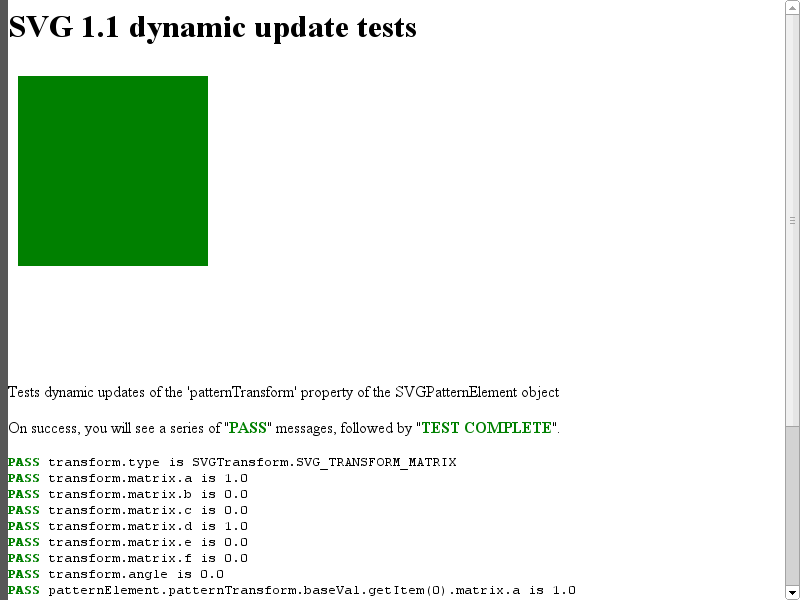 SVG 1.1 dynamic update tests
Tests dynamic updates of the 'patternTransform' property of the SVGPatternElement object
On success, you will see a series of "PASS" messages, followed by "TEST COMPLETE".
PASS transform.type is SVGTransform.SVG_TRANSFORM_MATRIX
PASS transform.matrix.a is 1.0
PASS transform.matrix.b is 0.0
PASS transform.matrix.c is 0.0
PASS transform.matrix.d is 1.0
PASS transform.matrix.e is 0.0
PASS transform.matrix.f is 0.0
PASS transform.angle is 0.0
PASS patternElement.patternTransform.baseVal.getItem(0).matrix.a is 1.0